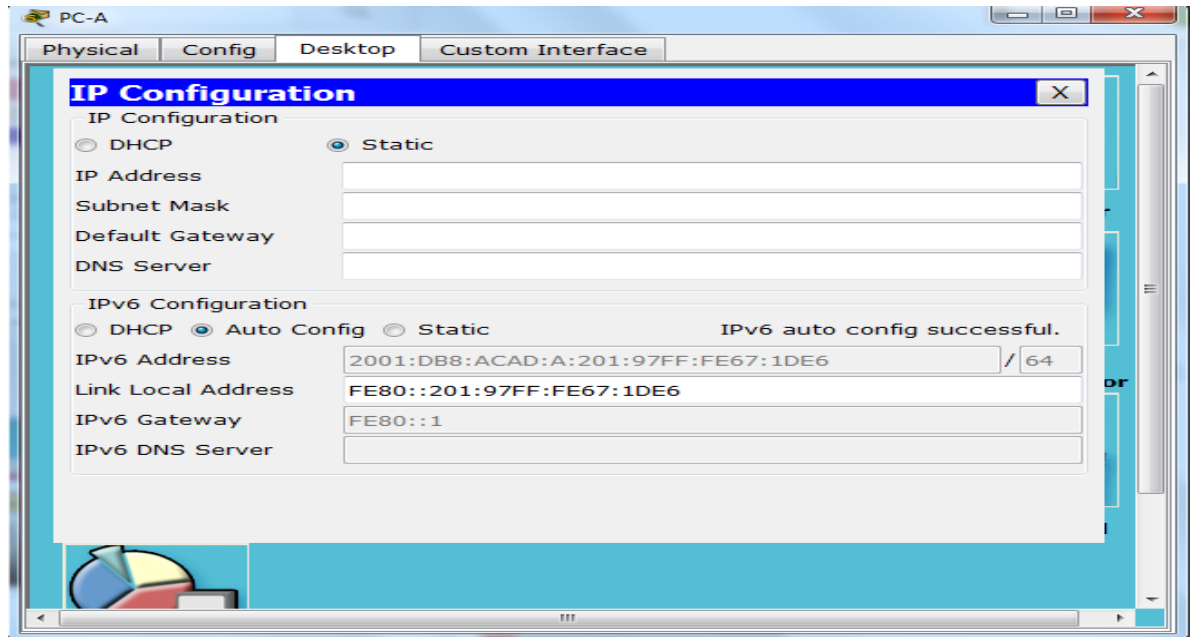 PC-A
Physical Config Desktop Custom Interface
IP Configuration X
IP Configuration
DHCP Static
IP Address
Subnet Mask
Default Gateway
DNS Server
IPv6 Configuration
DHCP Auto Config Static IPv6 auto config successful.
IPv6 Address 2001:DB8:ACAD:A:201:97FF:FE67:1DE6 / 64
Link Local Address FE80::201:97FF:FE67:1DE6
IPv6 Gateway FE80::1
IPv6 DNS Server